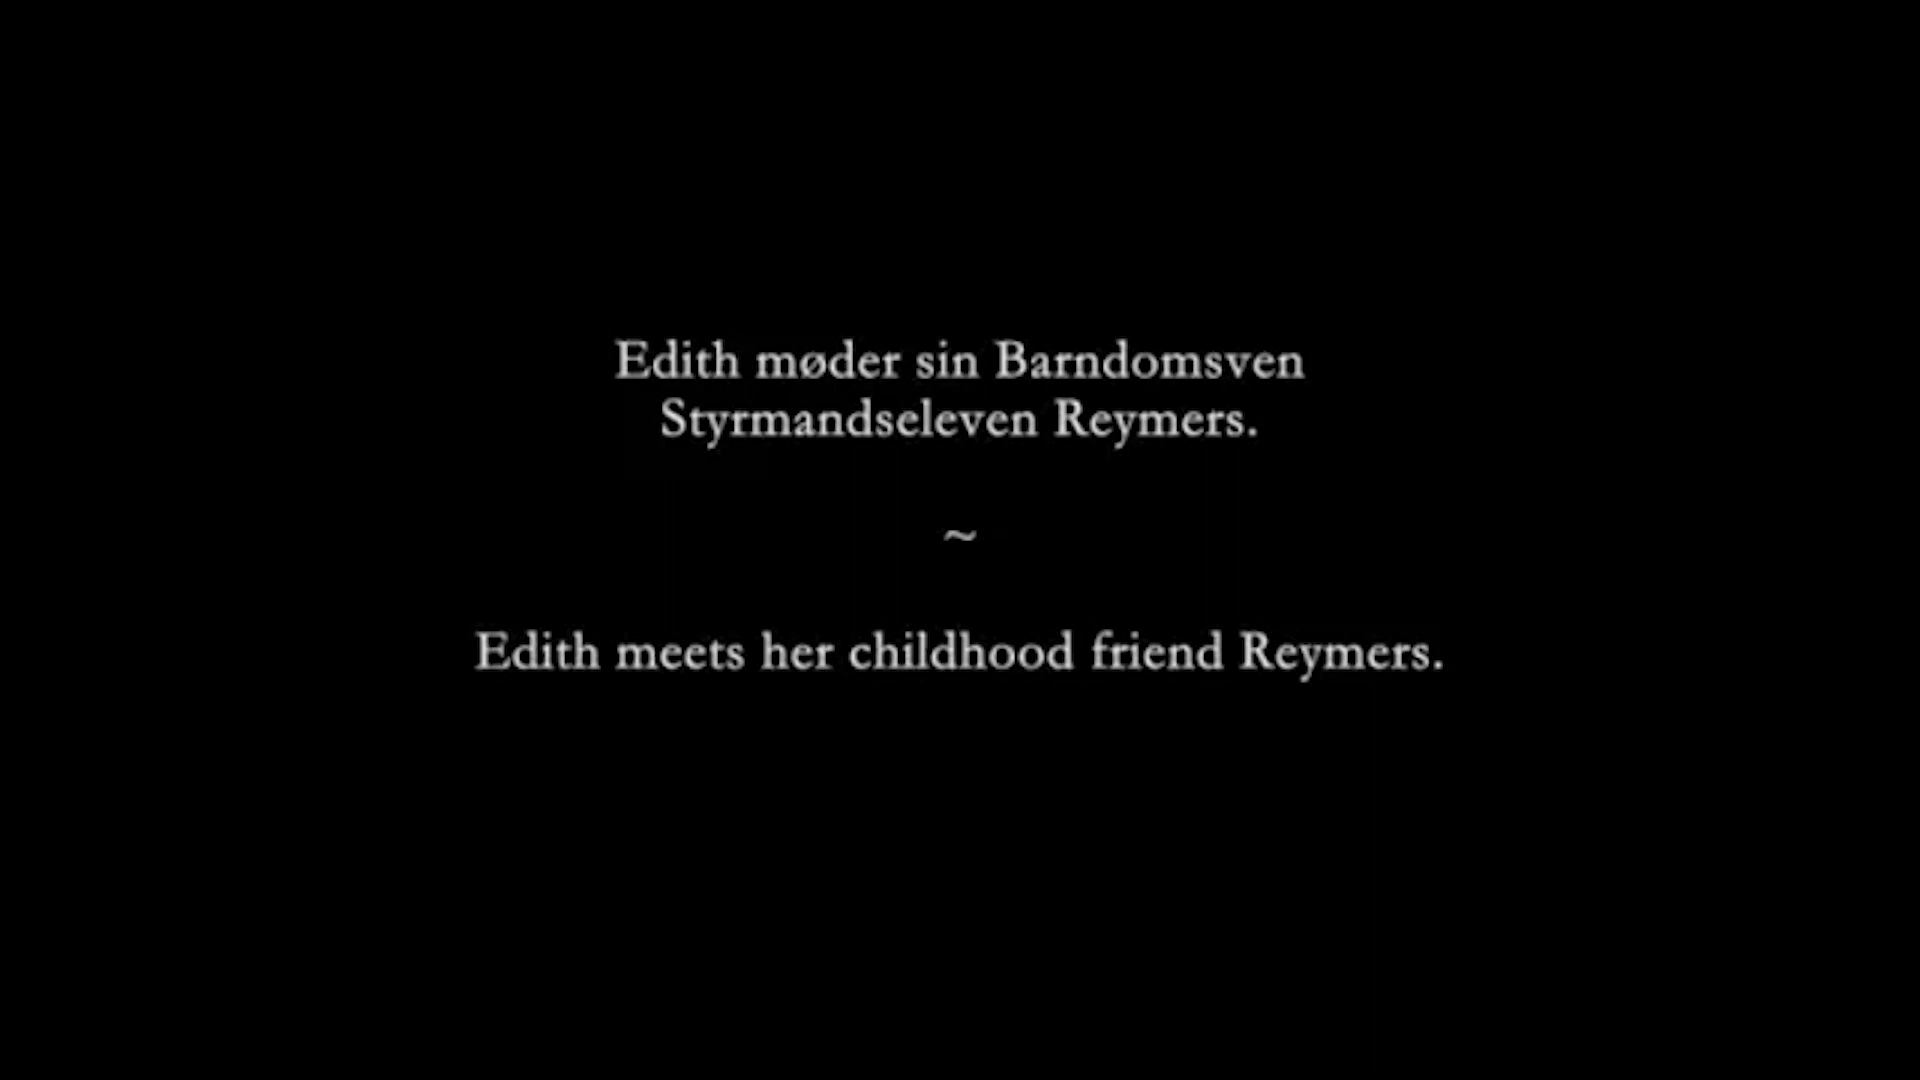 Edith møder sin Barndomsven
Styrmandseleven Reymers.
~
Edith meets her childhood friend Reymers.